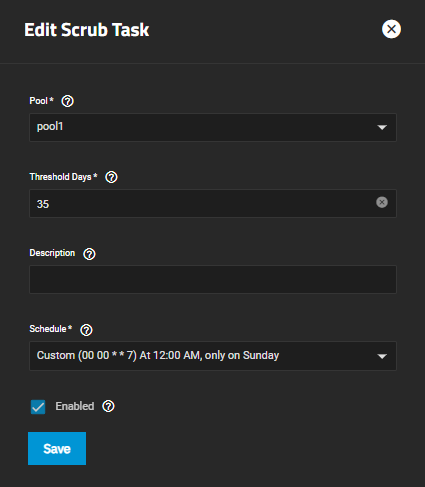 Edit Scrub Task
Pool *
pool1
Threshold Days *
35
Description
Schedule *
Custom (00 00 * * 7) At 12:00 AM, only on Sunday
Enabled
Save